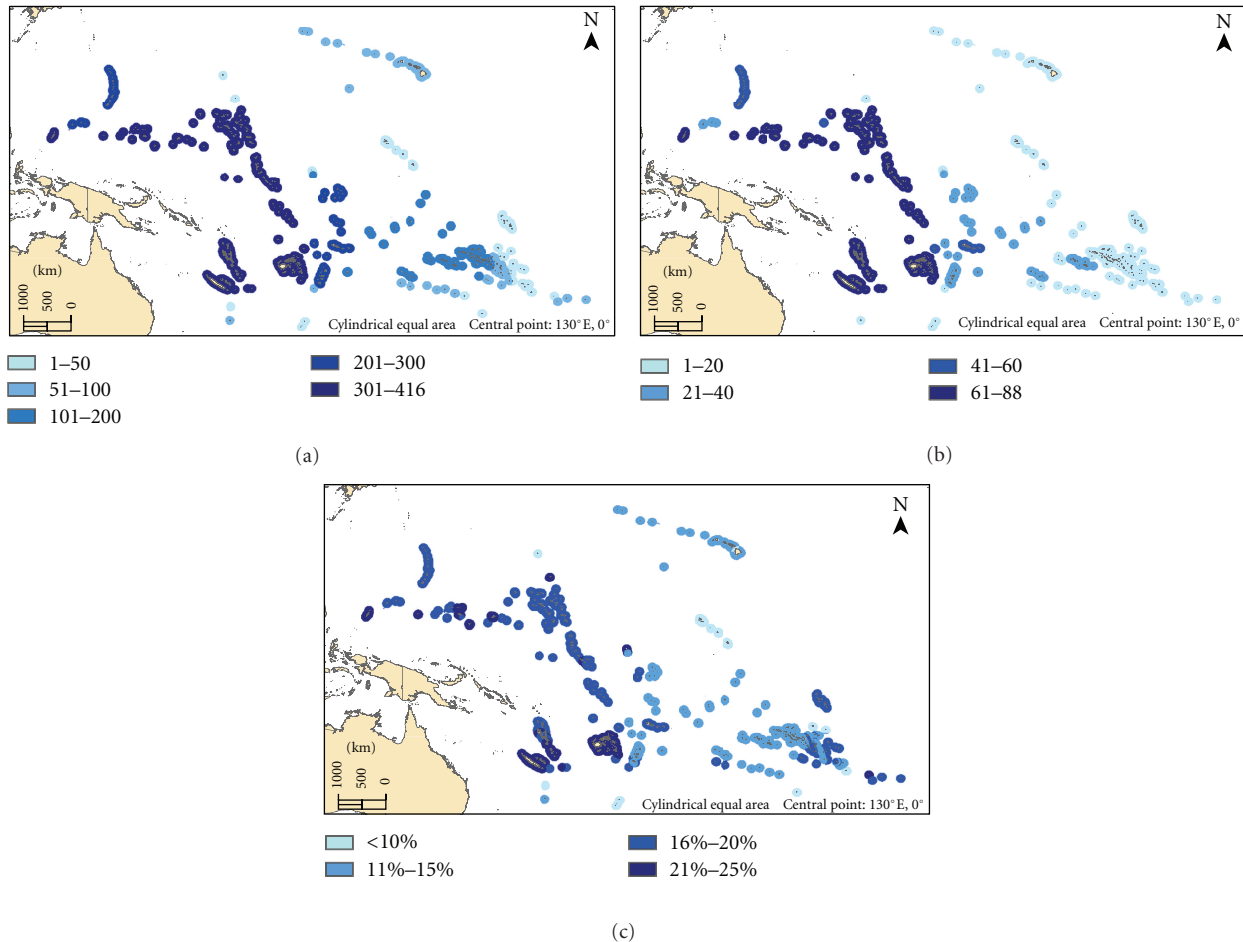 N
(km)
1000
500
0
Cylindrical equal area Central point: 130°E, 0°
1–50
51–100
101–200
201–300
301–416
(a)
N
(km)
1000
500
0
Cylindrical equal area Central point: 130°E, 0°
1–20
21–40
41–60
61–88
(b)
N
(km)
1000
500
0
Cylindrical equal area Central point: 130°E, 0°
<10%
11%–15%
16%–20%
21%–25%
(c)